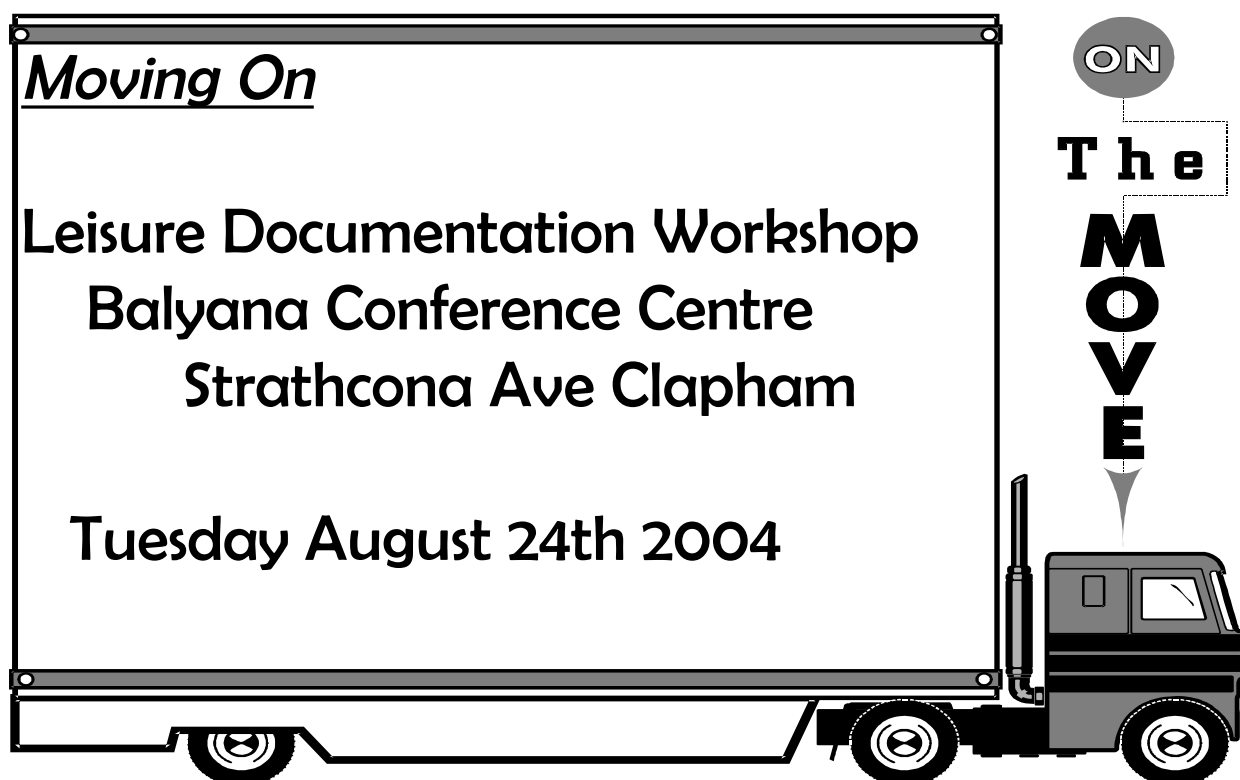 Moving On
Leisure Documentation Workshop
Balyana Conference Centre
Strathcona Ave Clapham
Tuesday August 24th 2004
ON
The
MOVE